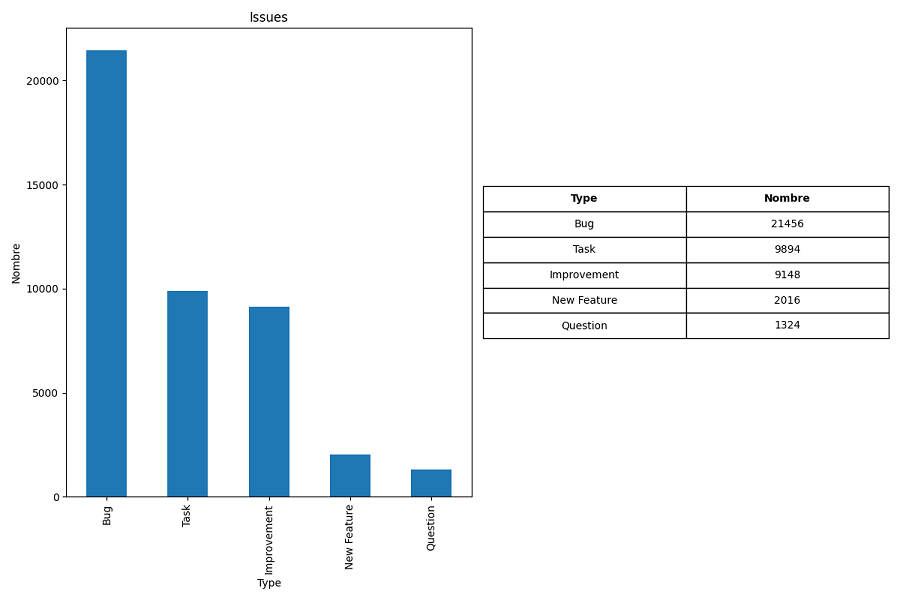 Issues
20000
15000
10000
5000
0
Nombre
Bug
Task
Improvement
New Feature
Question
Type
Type Nombre
Bug 21456
Task 9894
Improvement 9148
New Feature 2016
Question 1324